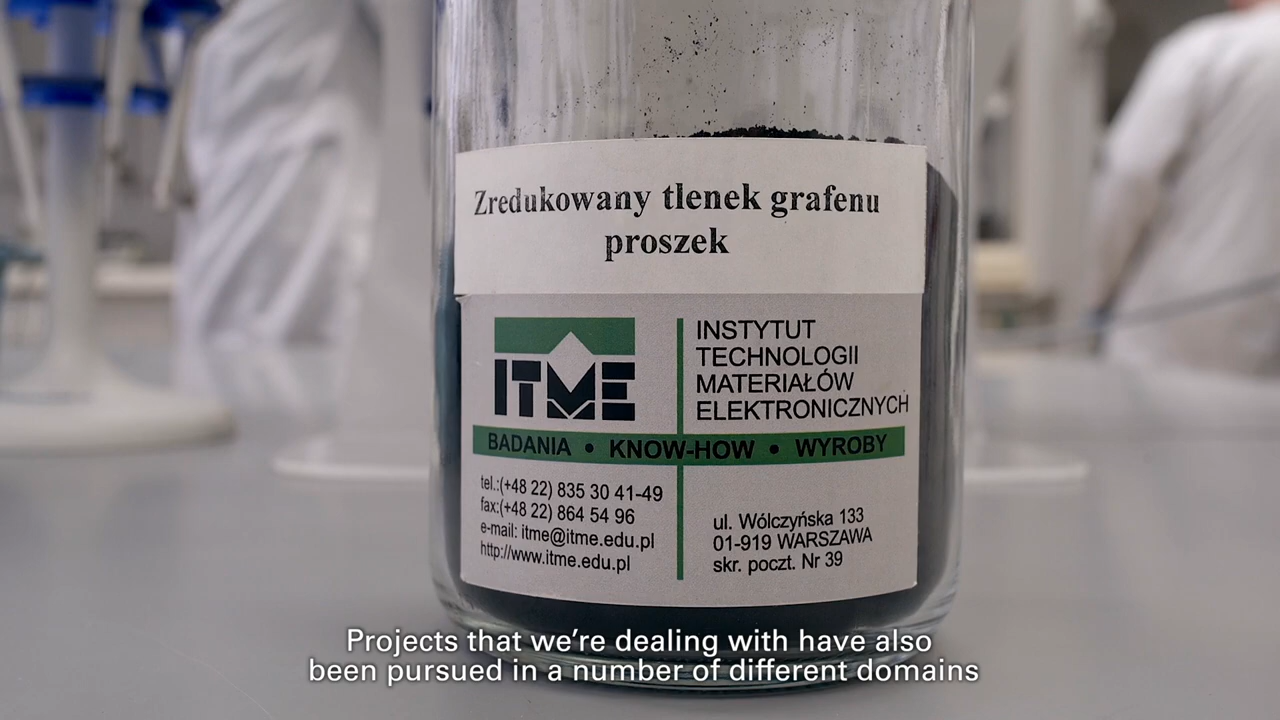 Zredukowany tlenek grafenu
proszek
ITME
INSTYTUT
TECHNOLOGII
MATERIAŁÓW
ELEKTRONICZNYCH
BADANIA • KNOW-HOW • WYROBY
tel.:(+48 22) 835 30 41-49
fax:(+48 22) 864 54 96
e-mail: itme@itme.edu.pl
http://www.itme.edu.pl
ul. Wólczyńska 133
01-919 WARSZAWA
skr. poczt. Nr 39
Projects that we're dealing with have also
been pursued in a number of different domains